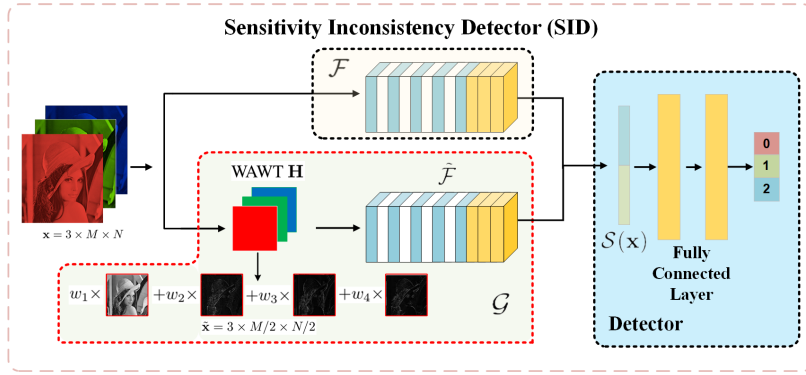 Sensitivity Inconsistency Detector (SID)
ℱ
x = 3 × M × N
WAWT H
ℱ̃
w₁× +w₂× +w₃× +w₄×
x̃ = 3 × M/2 × N/2
𝒢
𝒮(x)
0
1
2
Fully
Connected
Layer
Detector